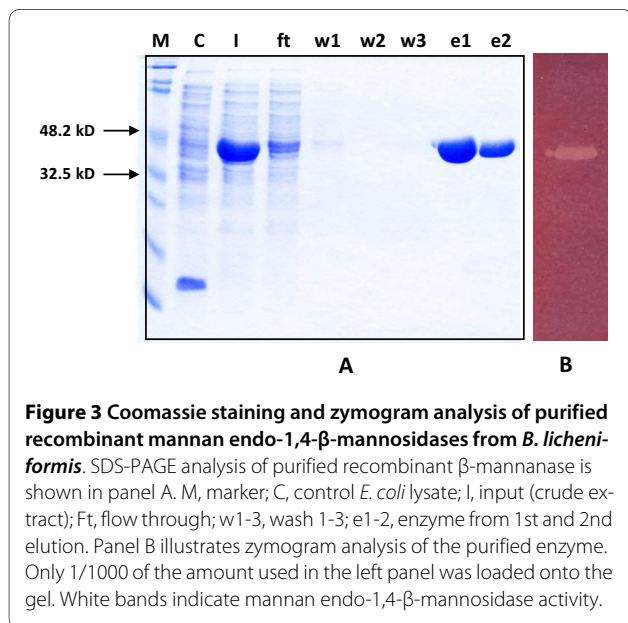 M C I ft w1 w2 w3 e1 e2
48.2 kD
32.5 kD
A
B
Figure 3 Coomassie staining and zymogram analysis of purified
recombinant mannan endo-1,4-β-mannosidases from B. licheni-
formis. SDS-PAGE analysis of purified recombinant β-mannanase is
shown in panel A. M, marker; C, control E. coli lysate; I, input (crude ex-
tract); Ft, flow through; w1-3, wash 1-3; e1-2, enzyme from 1st and 2nd
elution. Panel B illustrates zymogram analysis of the purified enzyme.
Only 1/1000 of the amount used in the left panel was loaded onto the
gel. White bands indicate mannan endo-1,4-β-mannosidase activity.